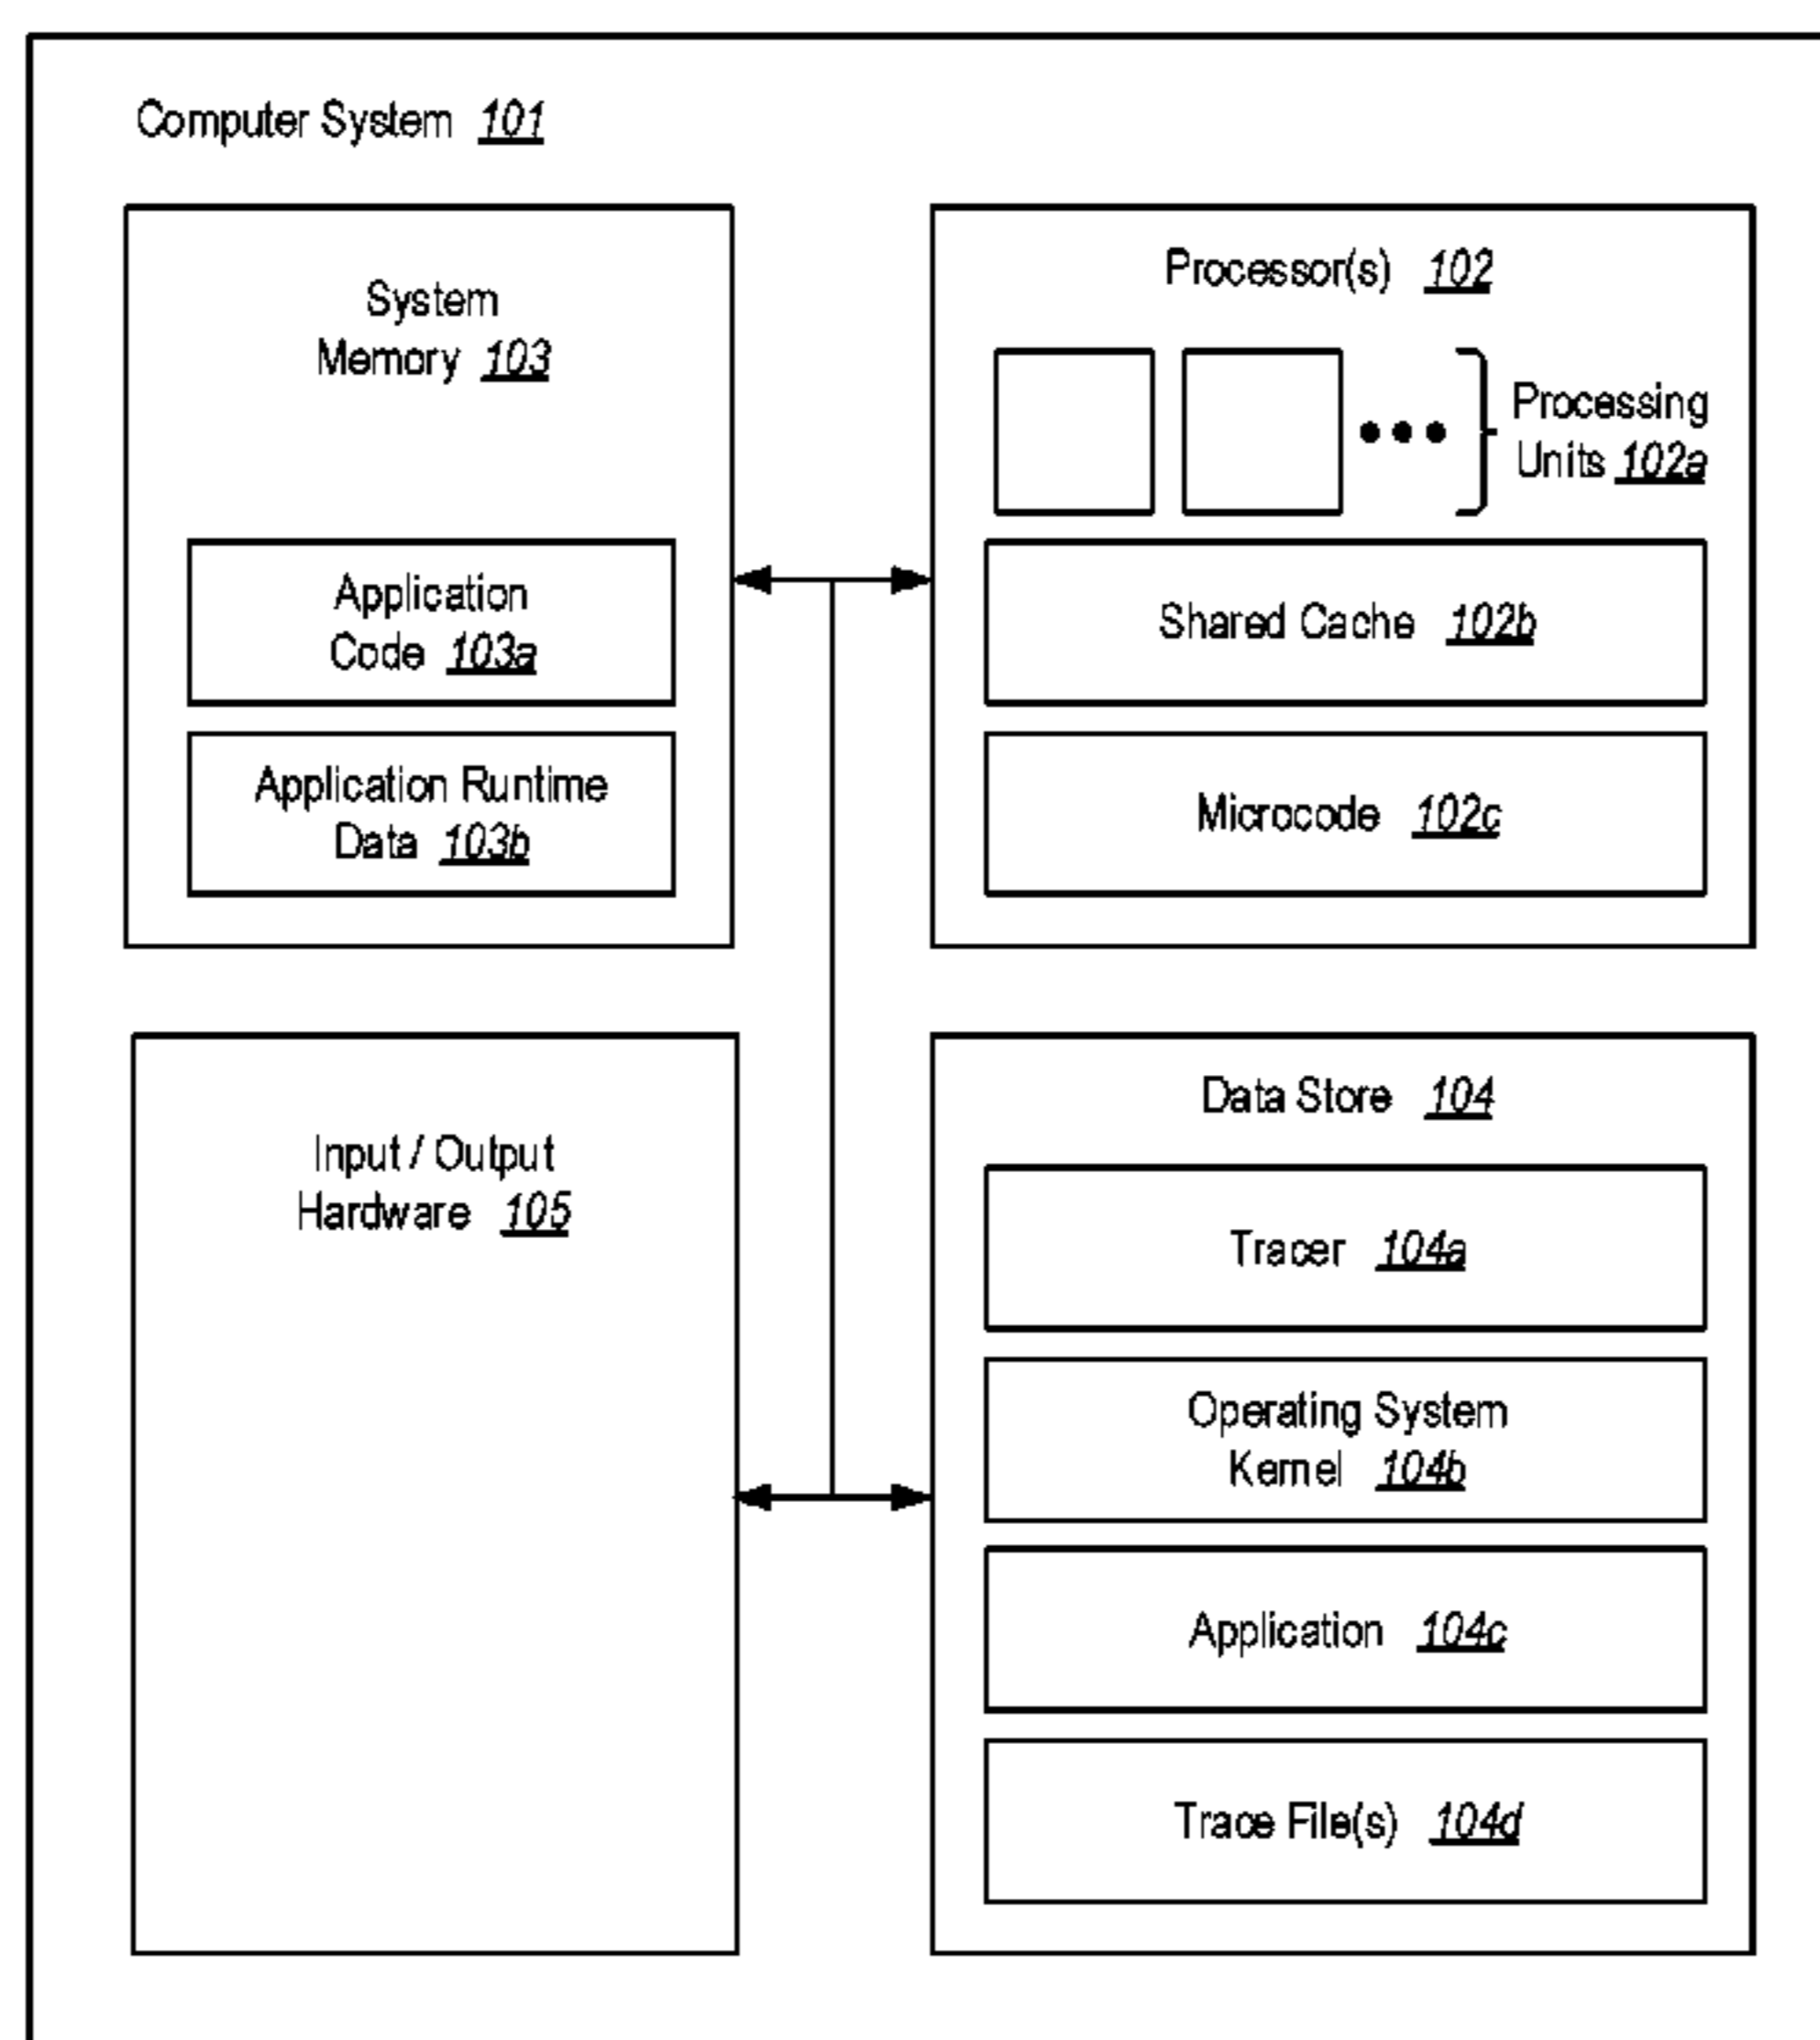 Computer System 101
System
Memory 103
Application
Code 103a
Application Runtime
Data 103b
Processor(s) 102
Processing
Units 102a
Shared Cache 102b
Microcode 102c
Input / Output
Hardware 105
Data Store 104
Tracer 104a
Operating System
Kernel 104b
Application 104c
Trace File(s) 104d